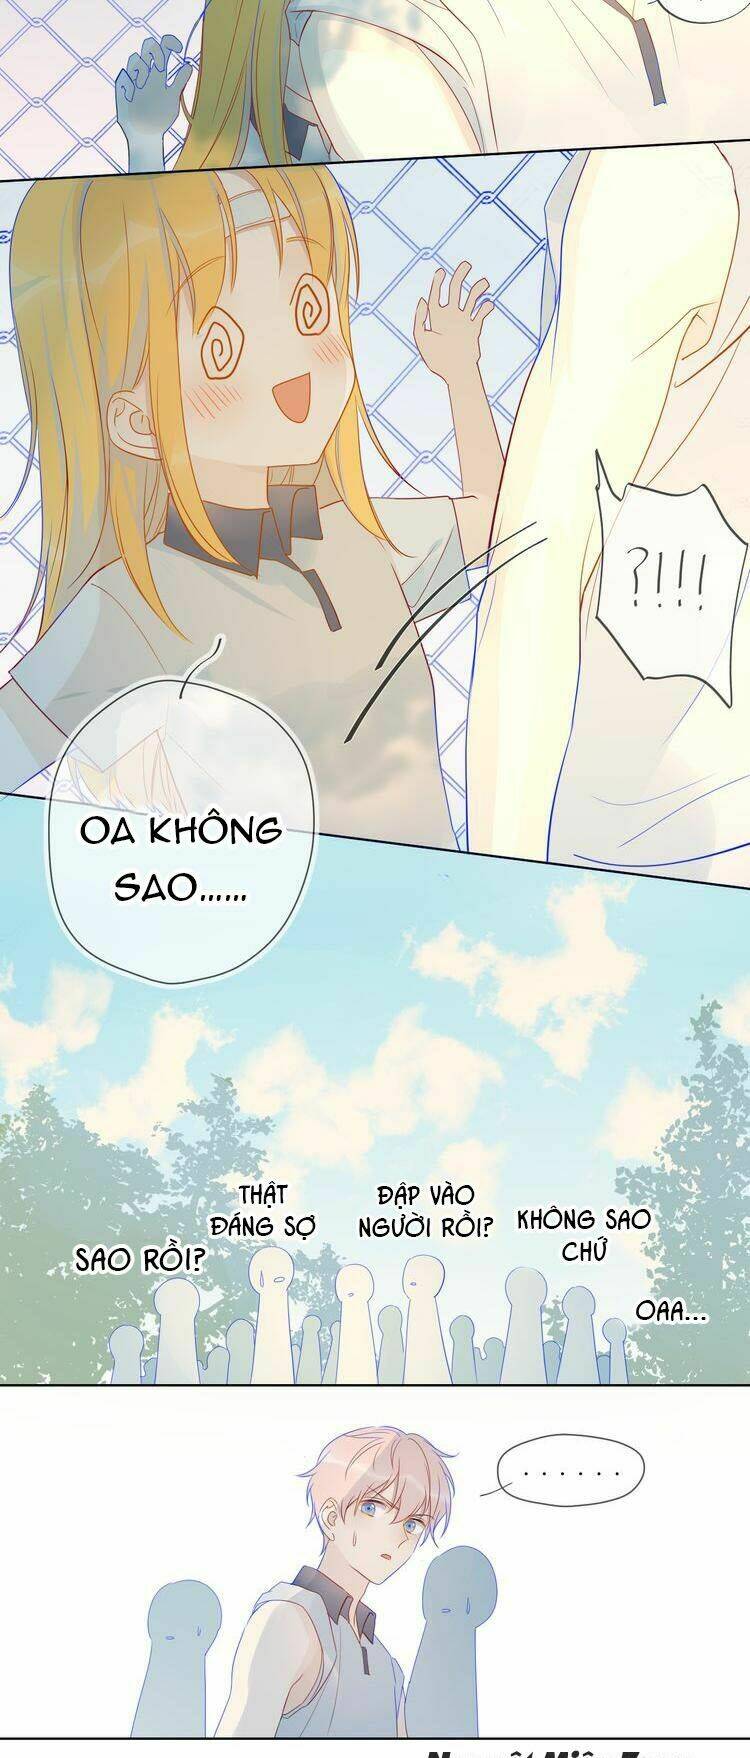 ?!!!
OA KHÔNG
SAO......
THẬT
ĐÁNG SỢ
ĐẬP VÀO
NGƯỜI RỒI?
KHÔNG SAO
CHỨ
SAO RỒI?
OAA...
. . . . . .